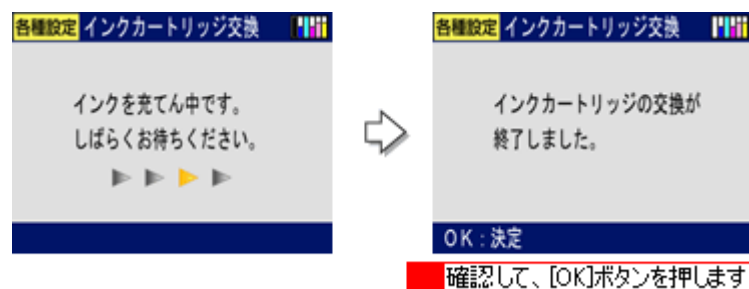 各種設定 インクカートリッジ交換
インクを充てん中です。
しばらくお待ちください。
各種設定 インクカートリッジ交換
インクカートリッジの交換が
終了しました。
OK:決定
確認して、[OK]ボタンを押します